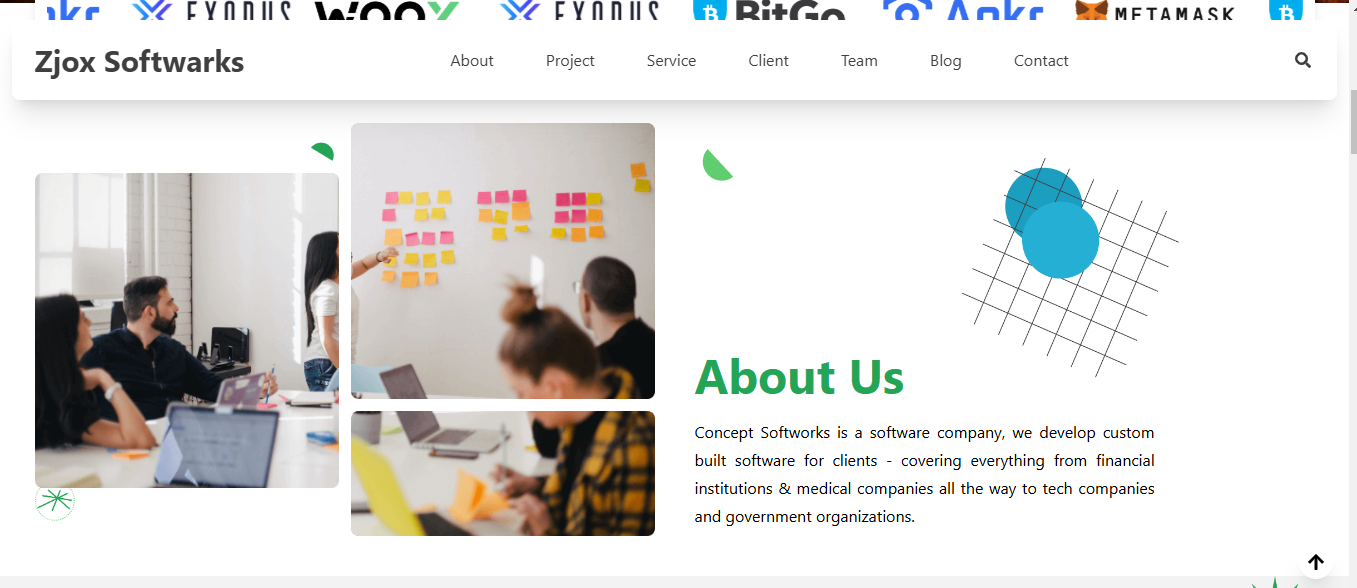 EXODUS WOOX EXODUS BitGo Ankr METAMASK
Zjox Softwarks
About Project Service Client Team Blog Contact
About Us
Concept Softworks is a software company, we develop custom
built software for clients - covering everything from financial
institutions & medical companies all the way to tech companies
and government organizations.